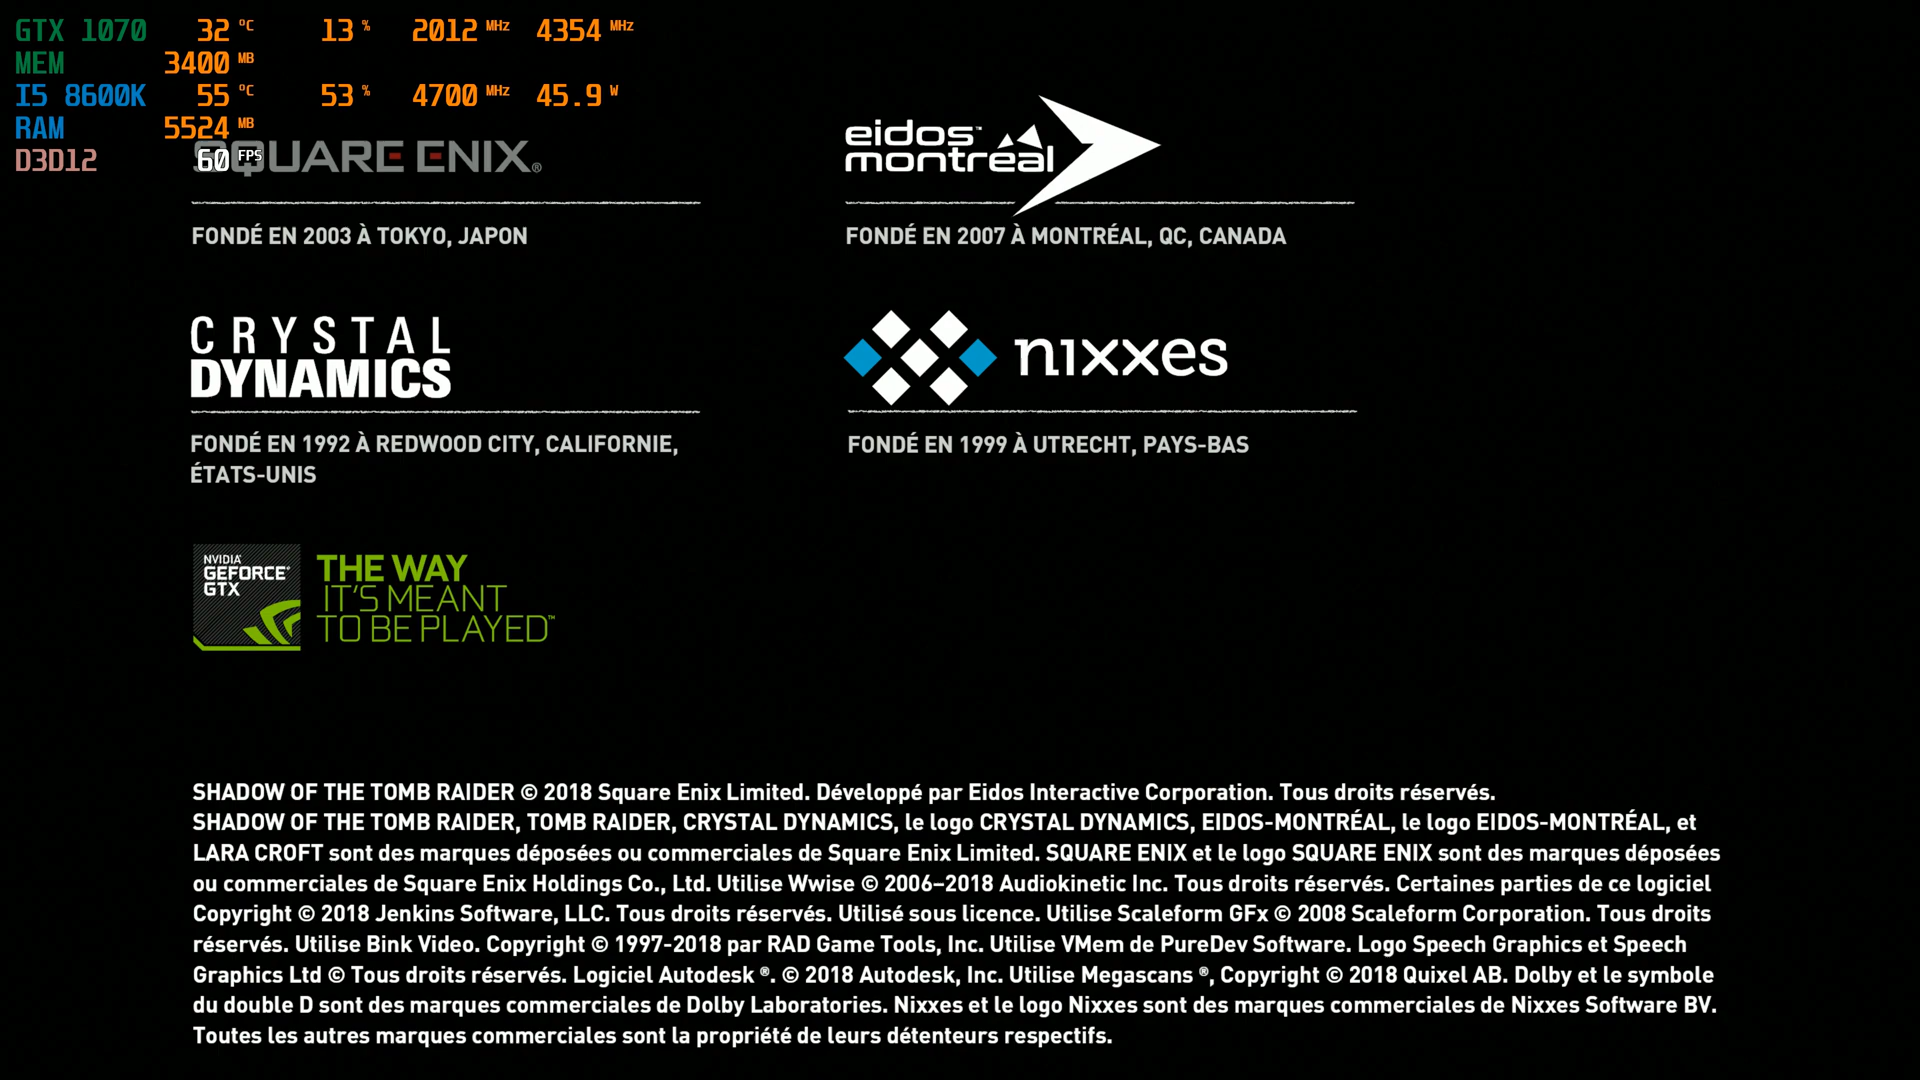 GTX 1070 32 °C 13 % 2012 MHz 4354 MHz
MEM 3400 MB
I5 8600K 55 °C 53 % 4700 MHz 45.9 W
RAM 5524 MB
D3D12 60 FPS
SQUARE ENIX®
FONDÉ EN 2003 À TOKYO, JAPON
eidos™
montréal
FONDÉ EN 2007 À MONTRÉAL, QC, CANADA
CRYSTAL
DYNAMICS
FONDÉ EN 1992 À REDWOOD CITY, CALIFORNIE,
ÉTATS-UNIS
nixxes
FONDÉ EN 1999 À UTRECHT, PAYS-BAS
NVIDIA®
GEFORCE®
GTX
THE WAY
IT'S MEANT
TO BE PLAYED™
SHADOW OF THE TOMB RAIDER © 2018 Square Enix Limited. Développé par Eidos Interactive Corporation. Tous droits réservés.
SHADOW OF THE TOMB RAIDER, TOMB RAIDER, CRYSTAL DYNAMICS, le logo CRYSTAL DYNAMICS, EIDOS-MONTRÉAL, le logo EIDOS-MONTRÉAL, et
LARA CROFT sont des marques déposées ou commerciales de Square Enix Limited. SQUARE ENIX et le logo SQUARE ENIX sont des marques déposées
ou commerciales de Square Enix Holdings Co., Ltd. Utilise Wwise © 2006–2018 Audiokinetic Inc. Tous droits réservés. Certaines parties de ce logiciel
Copyright © 2018 Jenkins Software, LLC. Tous droits réservés. Utilisé sous licence. Utilise Scaleform GFx © 2008 Scaleform Corporation. Tous droits
réservés. Utilise Bink Video. Copyright © 1997-2018 par RAD Game Tools, Inc. Utilise VMem de PureDev Software. Logo Speech Graphics et Speech
Graphics Ltd © Tous droits réservés. Logiciel Autodesk ®. © 2018 Autodesk, Inc. Utilise Megascans ®, Copyright © 2018 Quixel AB. Dolby et le symbole
du double D sont des marques commerciales de Dolby Laboratories. Nixxes et le logo Nixxes sont des marques commerciales de Nixxes Software BV.
Toutes les autres marques commerciales sont la propriété de leurs détenteurs respectifs.